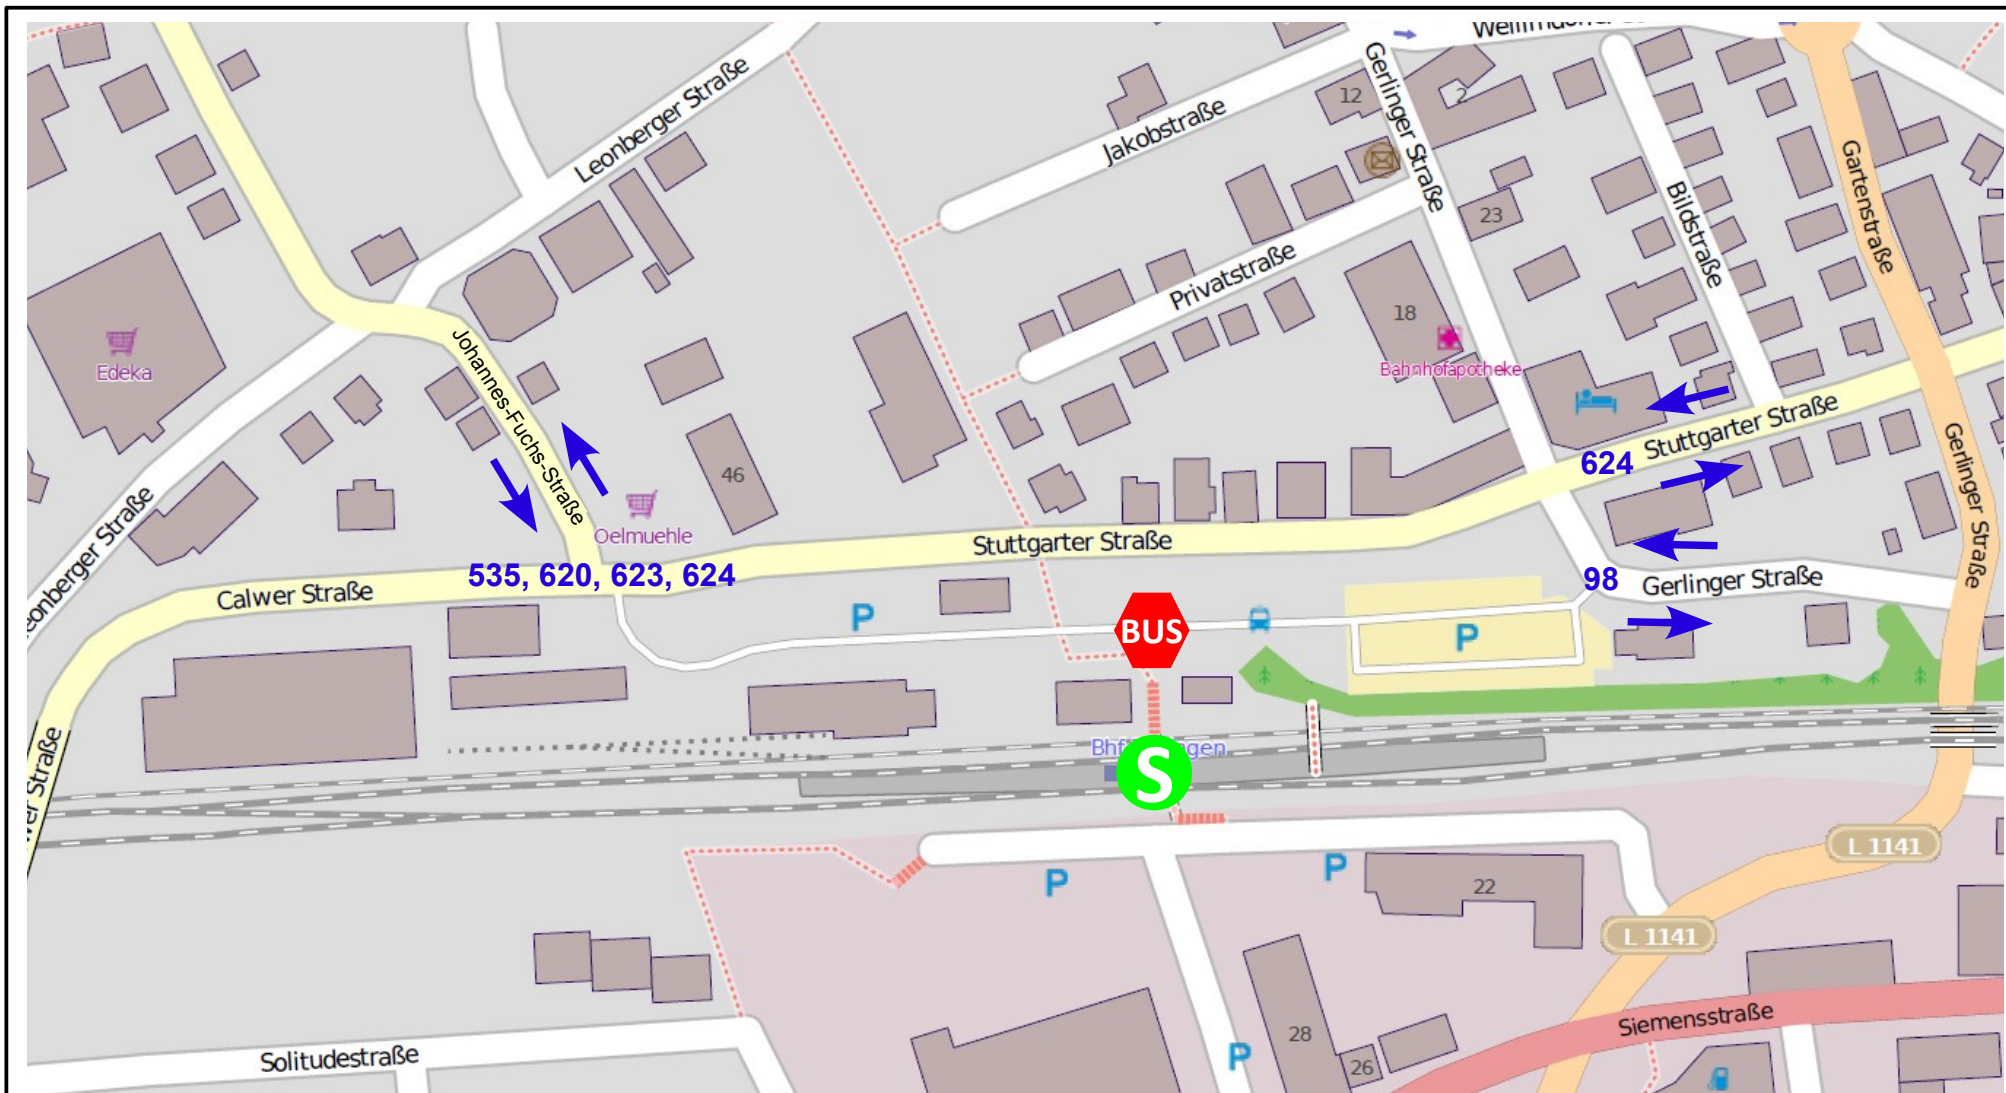 Leonberger Straße
Gerlinger Straße
12
2
Jakobstraße
Gartenstraße
Bildstraße
23
Privatstraße
18
Edeka
Johannes-Fuchs-Straße
Bahnhofapotheke
Stuttgarter Straße
624
46
Gerlinger Straße
Oelmuehle
Leonberger Straße
Stuttgarter Straße
535, 620, 623, 624
Calwer Straße
98
Gerlinger Straße
P
BUS
P
Straße
S
L 1141
P
P
22
L 1141
Siemensstraße
28
P
26
Solitudestraße